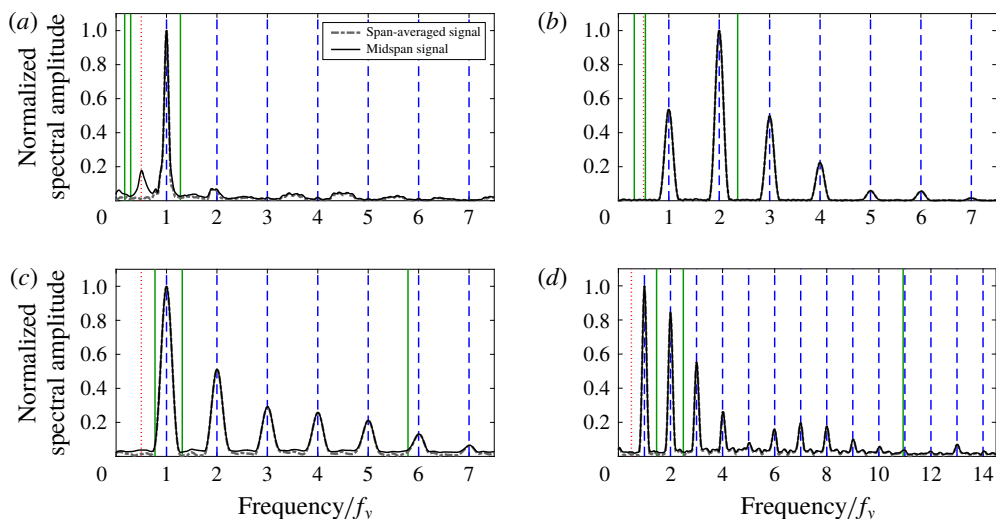 (a) (b)
Normalized spectral amplitude
1.0 0.8 0.6 0.4 0.2
Span-averaged signal
Midspan signal
1.0 0.8 0.6 0.4 0.2
0 1 2 3 4 5 6 7
0 1 2 3 4 5 6 7
(c) (d)
Normalized spectral amplitude
1.0 0.8 0.6 0.4 0.2
1.0 0.8 0.6 0.4 0.2
0 1 2 3 4 5 6 7
0 2 4 6 8 10 12 14
Frequency/fy
Frequency/fy